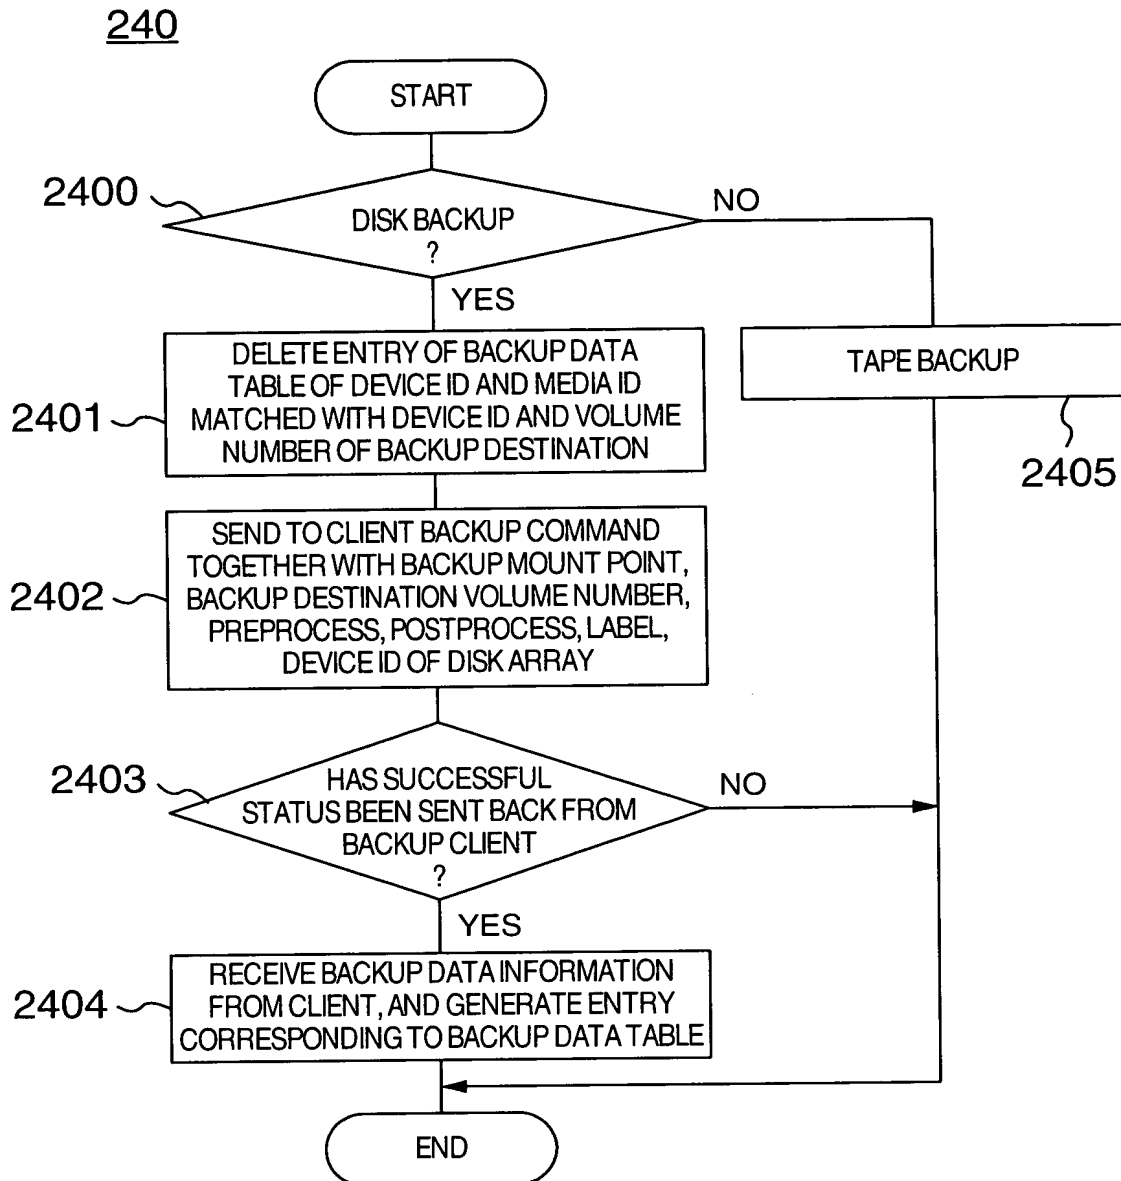 240
START
2400
DISK BACKUP
?
NO
YES
2401
DELETE ENTRY OF BACKUP DATA
TABLE OF DEVICE ID AND MEDIA ID
MATCHED WITH DEVICE ID AND VOLUME
NUMBER OF BACKUP DESTINATION
TAPE BACKUP
2405
2402
SEND TO CLIENT BACKUP COMMAND
TOGETHER WITH BACKUP MOUNT POINT,
BACKUP DESTINATION VOLUME NUMBER,
PREPROCESS, POSTPROCESS, LABEL,
DEVICE ID OF DISK ARRAY
2403
HAS SUCCESSFUL
STATUS BEEN SENT BACK FROM
BACKUP CLIENT
?
NO
YES
2404
RECEIVE BACKUP DATA INFORMATION
FROM CLIENT, AND GENERATE ENTRY
CORRESPONDING TO BACKUP DATA TABLE
END